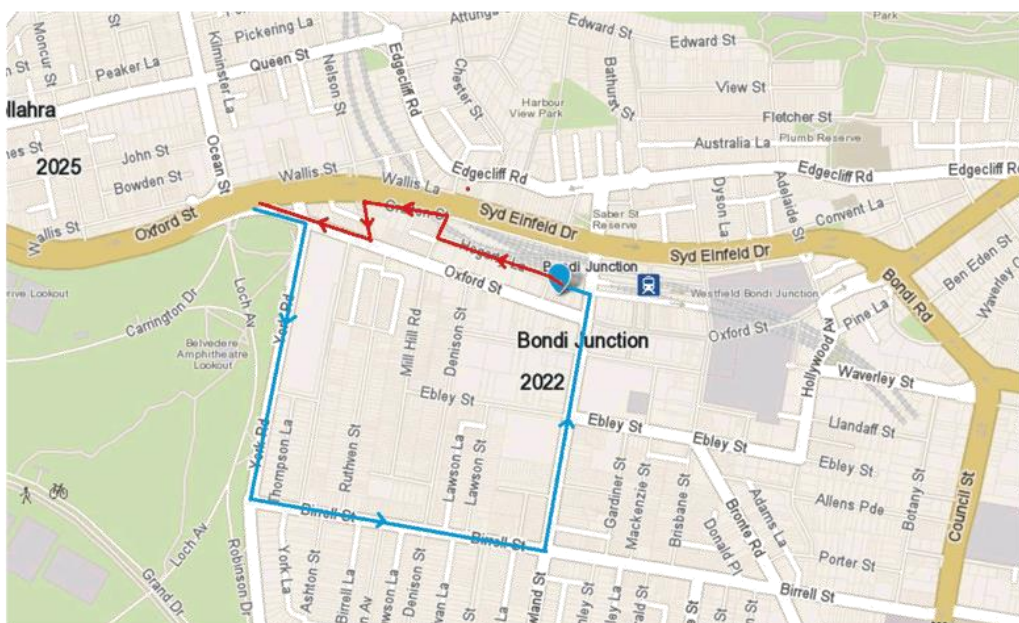 Moncur St
Kilminster La
Pickering La
Attunga
Edward St
Edward St
Park
Peaker La
Queen St
Nelson St
Edgecliff Rd
Chester St
Bathurst St
View St
llahra
Harbour
View Park
Fletcher St
Plumb Reserve
Australia La
John St
Ocean St
2025
Bowden St
Wallis St
Wallis La
Edgecliff Rd
Edgecliff Rd
Edgecliff Rd
Dyson La
Adelaide St
Convent La
Saber St
Reserve
Wallis St
Oxford St
Syd Einfeld Dr
Syd Einfeld Dr
Bondi Junction
Ben Eden St
Waverley
Bondi Rd
Loch Av
York Rd
Oxford St
Westfield Bondi Junction
Pine La
Carrington Dr
Oxford St
Hollywood Av
Belvedere
Amphitheatre
Lookout
Mill Hill Rd
Denison St
Bondi Junction
2022
Waverley St
Ebley St
Ebley St
Ebley St
Llandaff St
York Rd
Thompson La
Ruthven St
Lawson La
Lawson St
Ebley St
Gardiner St
Mackenzie St
Brisbane St
Bronte Rd
Adams La
Allens Pde
Botany St
Council St
Birrell St
Birrell St
Donald Pl
Porter St
Loch Av
Robinson Dr
York La
Ashton St
Birrell La
Denison St
Birrell St
Grand Dr